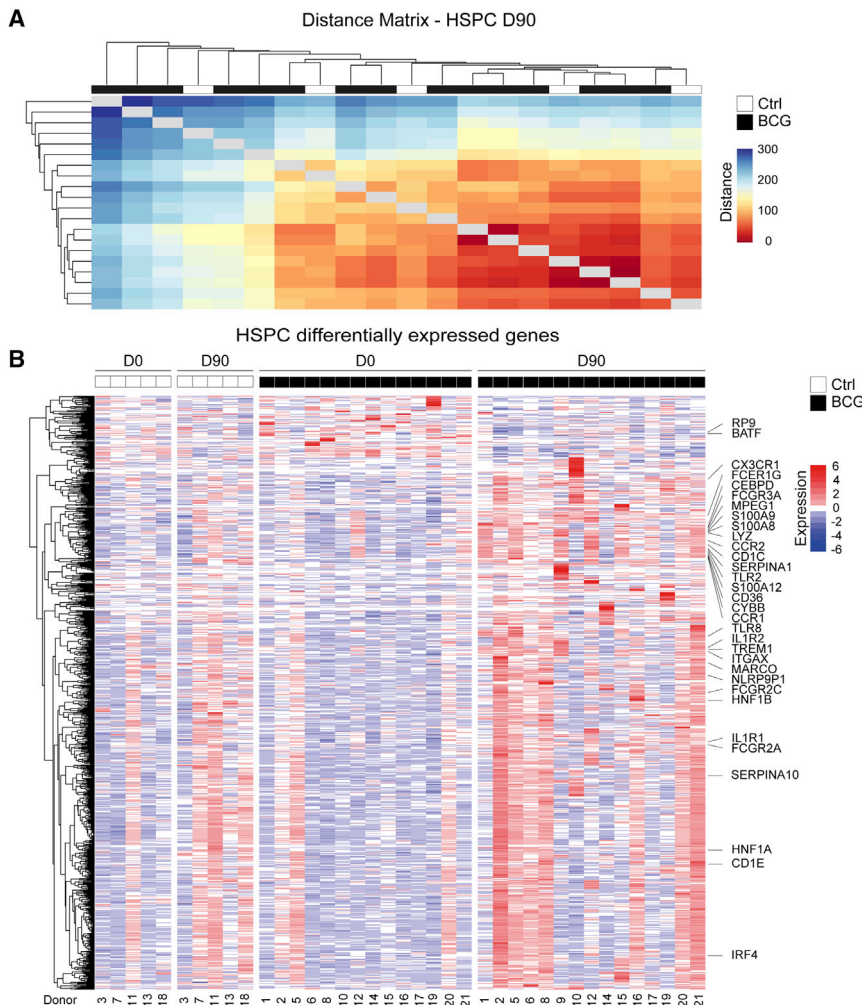 A
Distance Matrix - HSPC D90
Ctrl
BCG
300
200
100
0
Distance
B
HSPC differentially expressed genes
D0 D90 D0 D90
Ctrl
BCG
6
4
2
0
-2
-4
-6
Expression
RP9
BATF
CX3CR1
FCER1G
CEBPD
FCGR3A
MPEG1
S100A9
S100A8
LYZ
CCR2
CD1C
SERPINA1
TLR2
S100A12
CD36
CYBB
CCR1
TLR8
IL1R2
TREM1
ITGAX
MARCO
NLRP9P1
FCGR2C
HNF1B
IL1R1
FCGR2A
SERPINA10
HNF1A
CD1E
IRF4
Donor 3 7 11 13 18 3 7 11 13 18 1 2 5 6 8 10 12 14 15 16 17 19 20 21 1 2 5 6 8 9 10 12 14 15 16 17 19 20 21